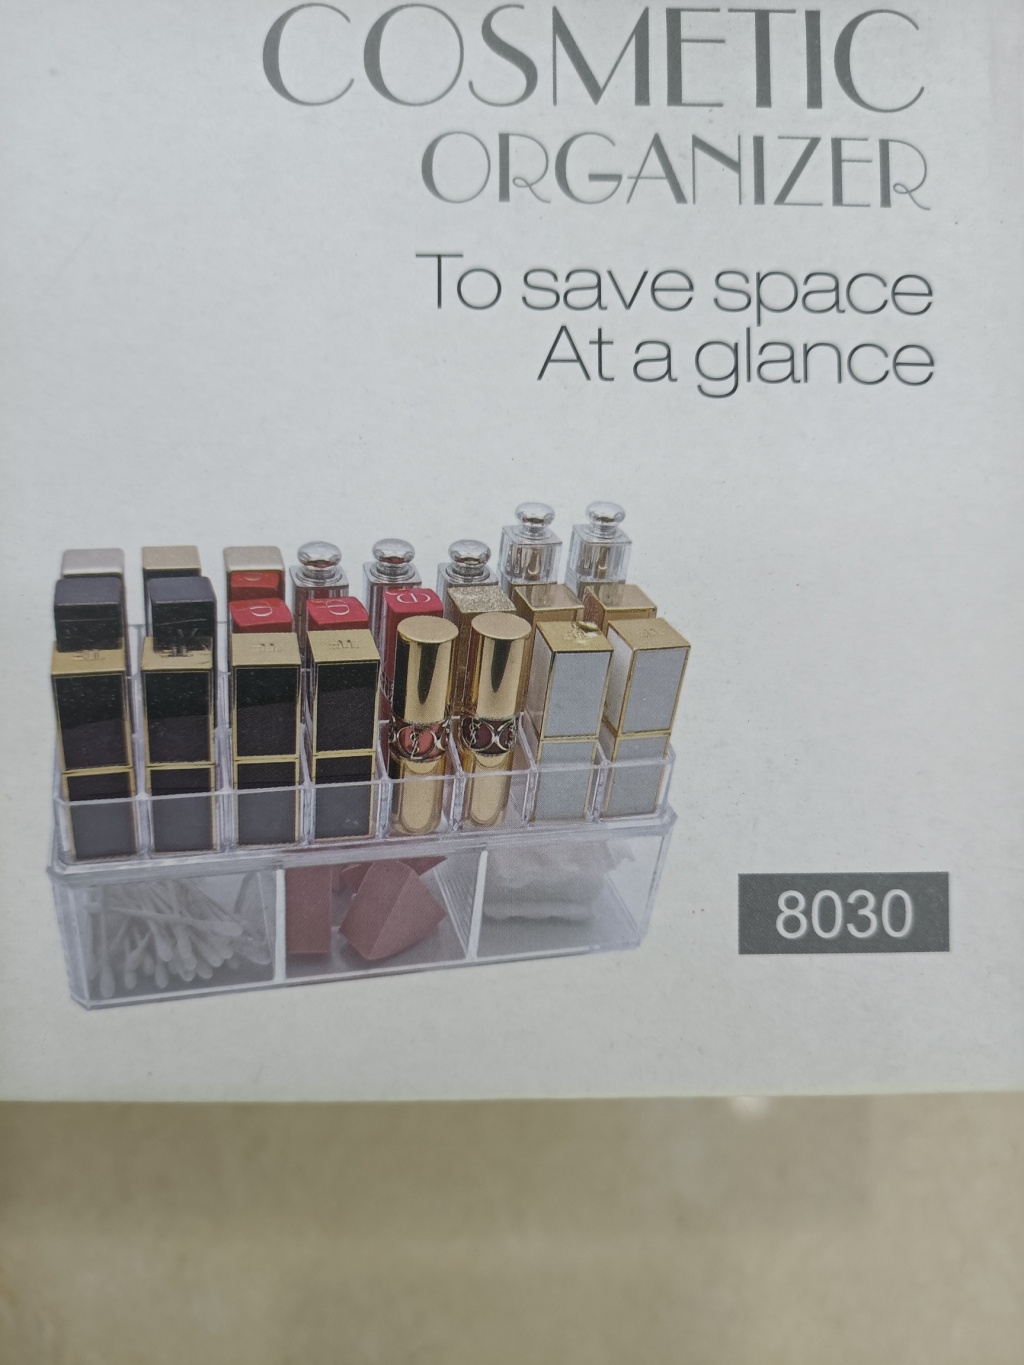 COSMETIC
ORGANIZER
To save space
At a glance
8030